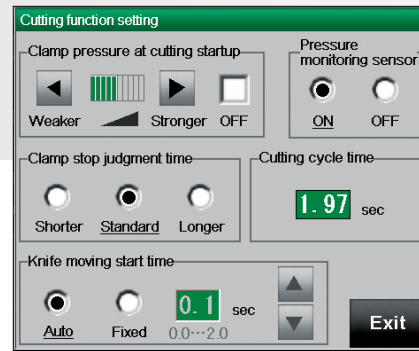 Cutting function setting
Clamp pressure at cutting startup
Weaker Stronger OFF
Pressure
monitoring sensor
ON OFF
Clamp stop judgment time
Shorter Standard Longer
Cutting cycle time
1.97 sec
Knife moving start time
Auto Fixed 0.1 sec
0.0···2.0
Exit